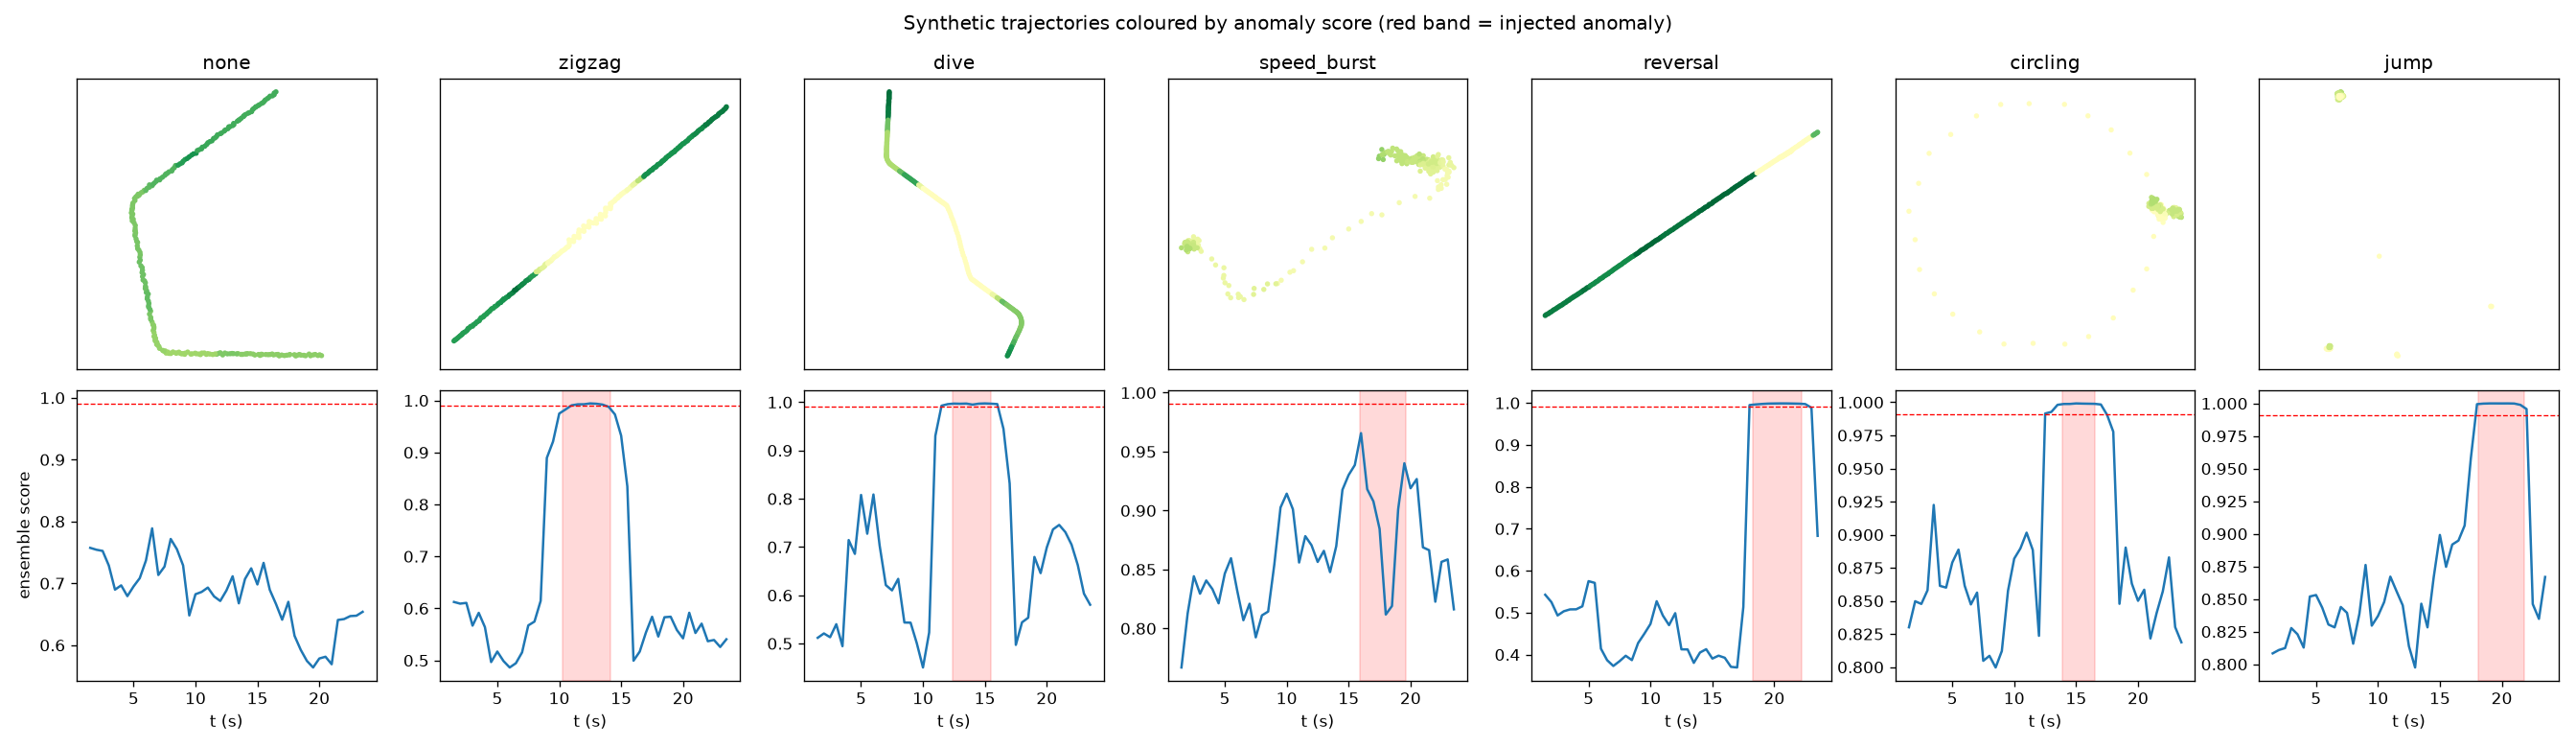 Synthetic trajectories coloured by anomaly score (red band = injected anomaly)
none zigzag dive speed_burst reversal circling jump
ensemble score
1.0
0.9
0.8
0.7
0.6
5 10 15 20
t (s)
1.0
0.9
0.8
0.7
0.6
0.5
5 10 15 20
t (s)
1.0
0.9
0.8
0.7
0.6
0.5
5 10 15 20
t (s)
1.00
0.95
0.90
0.85
0.80
5 10 15 20
t (s)
1.0
0.9
0.8
0.7
0.6
0.5
0.4
5 10 15 20
t (s)
1.000
0.975
0.950
0.925
0.900
0.875
0.850
0.825
0.800
5 10 15 20
t (s)
1.000
0.975
0.950
0.925
0.900
0.875
0.850
0.825
0.800
5 10 15 20
t (s)